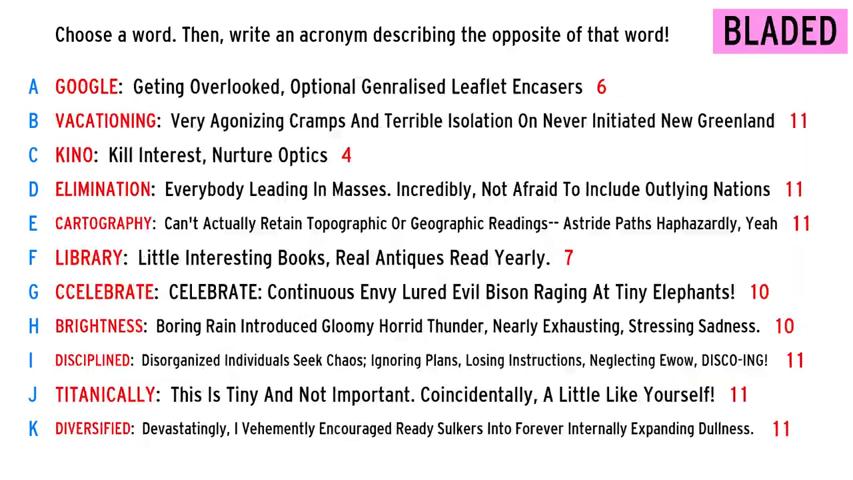 Choose a word. Then, write an acronym describing the opposite of that word!
BLADED
A GOOGLE: Geting Overlooked, Optional Genralised Leaflet Encasers 6
B VACATIONING: Very Agonizing Cramps And Terrible Isolation On Never Initiated New Greenland 11
C KINO: Kill Interest, Nurture Optics 4
D ELIMINATION: Everybody Leading In Masses. Incredibly, Not Afraid To Include Outlying Nations 11
E CARTOGRAPHY: Can't Actually Retain Topographic Or Geographic Readings-- Astride Paths Haphazardly, Yeah 11
F LIBRARY: Little Interesting Books, Real Antiques Read Yearly. 7
G CCELEBRATE: CELEBRATE: Continuous Envy Lured Evil Bison Raging At Tiny Elephants! 10
H BRIGHTNESS: Boring Rain Introduced Gloomy Horrid Thunder, Nearly Exhausting, Stressing Sadness. 10
I DISCIPLINED: Disorganized Individuals Seek Chaos; Ignoring Plans, Losing Instructions, Neglecting Ewow, DISCO-ING! 11
J TITANICALLY: This Is Tiny And Not Important. Coincidentally, A Little Like Yourself! 11
K DIVERSIFIED: Devastatingly, I Vehemently Encouraged Ready Sulkers Into Forever Internally Expanding Dullness. 11